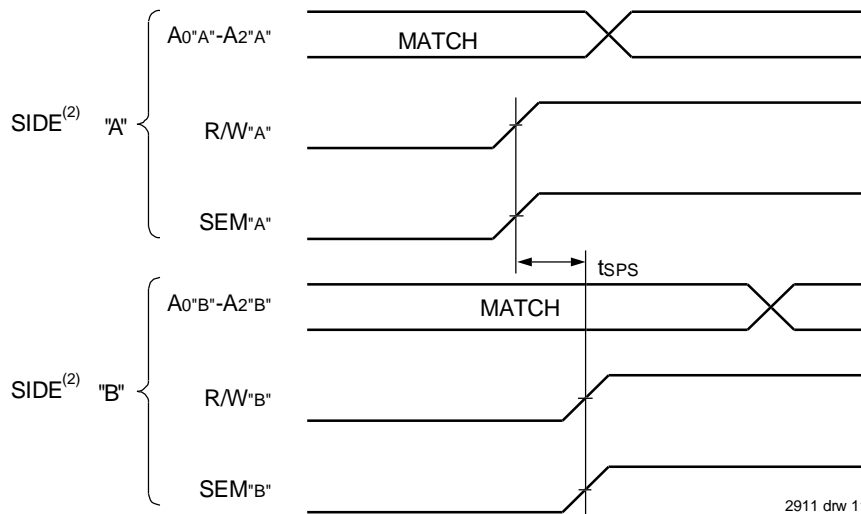 A0"A"-A2"A"
MATCH
SIDE(2) "A"
R/W"A"
SEM"A"
tSPS
A0"B"-A2"B"
MATCH
SIDE(2) "B"
R/W"B"
SEM"B"
2911 drw 1